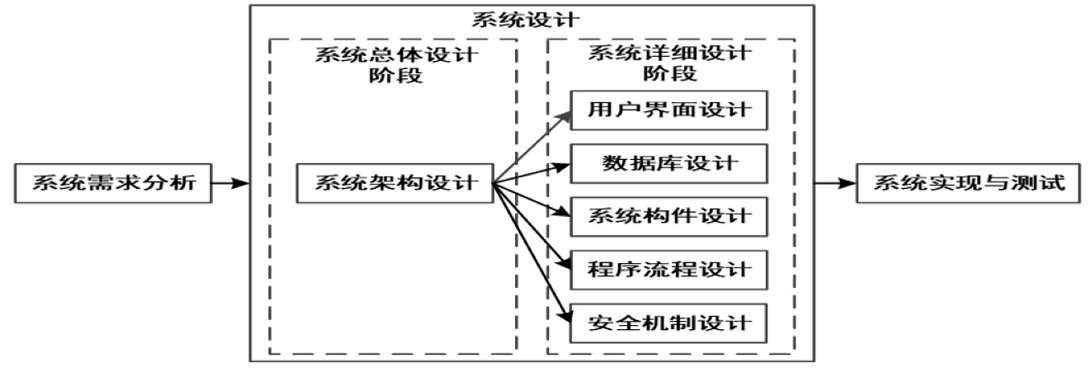 系统设计
系统总体设计
阶段
系统详细设计
阶段
用户界面设计
数据库设计
系统需求分析
系统架构设计
系统实现与测试
系统构件设计
程序流程设计
安全机制设计